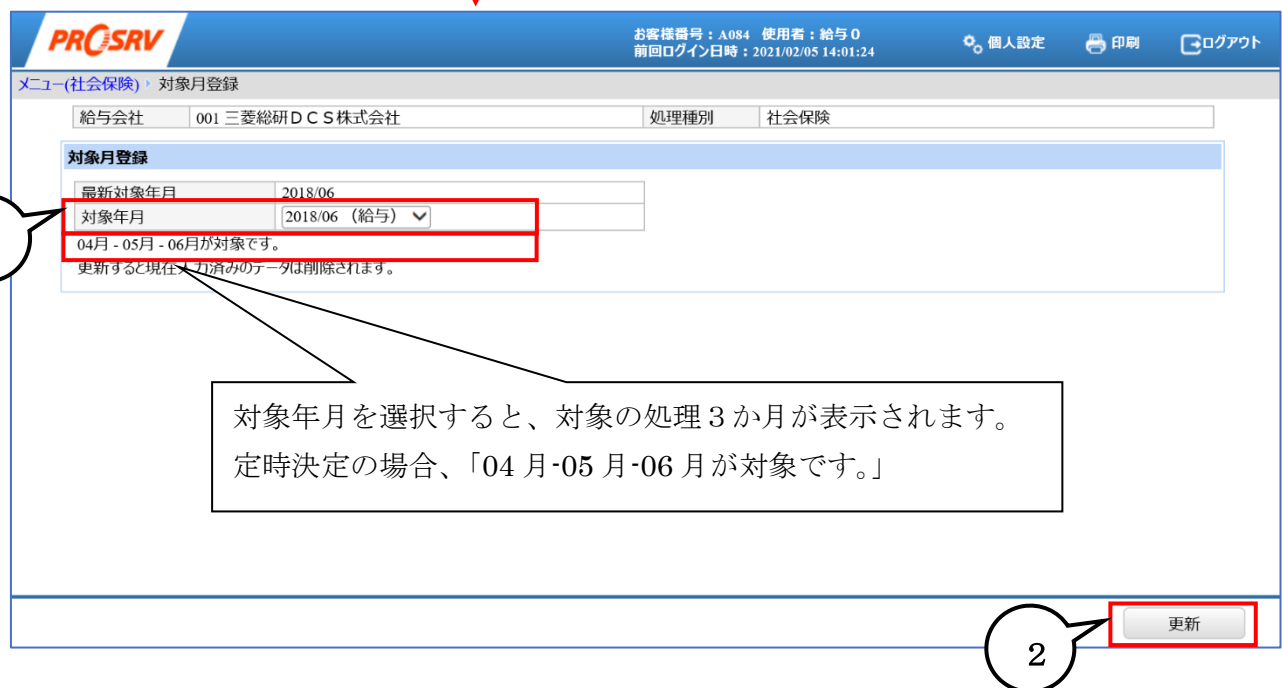 PROSRV
お客様番号：A084 使用者：給与０
前回ログイン日時：2021/02/05 14:01:24
個人設定
印刷
ログアウト
メニュー(社会保険) › 対象月登録
給与会社 001 三菱総研ＤＣＳ株式会社 処理種別 社会保険
対象月登録
最新対象年月 2018/06
対象年月 2018/06 （給与）
04月 - 05月 - 06月が対象です。
更新すると現在入力済みのデータは削除されます。
対象年月を選択すると、対象の処理３か月が表示されます。
定時決定の場合、「04 月-05 月-06 月が対象です。」
更新
2